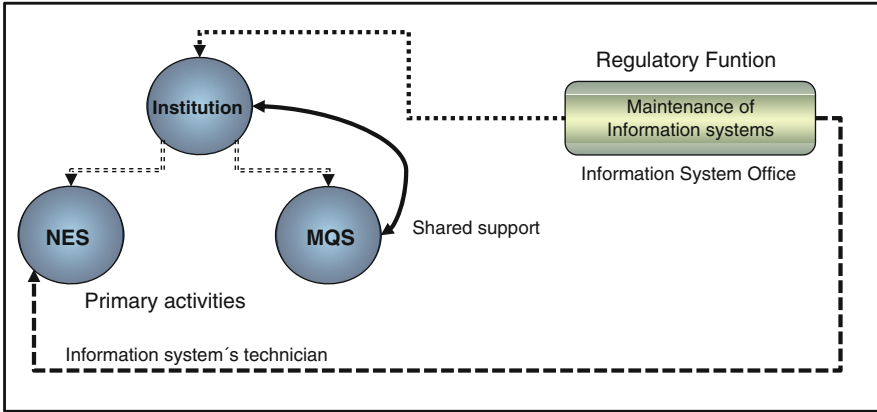 Regulatory Funtion
Institution
Maintenance of
Information systems
Information System Office
NES
MQS
Shared support
Primary activities
Information system´s technician